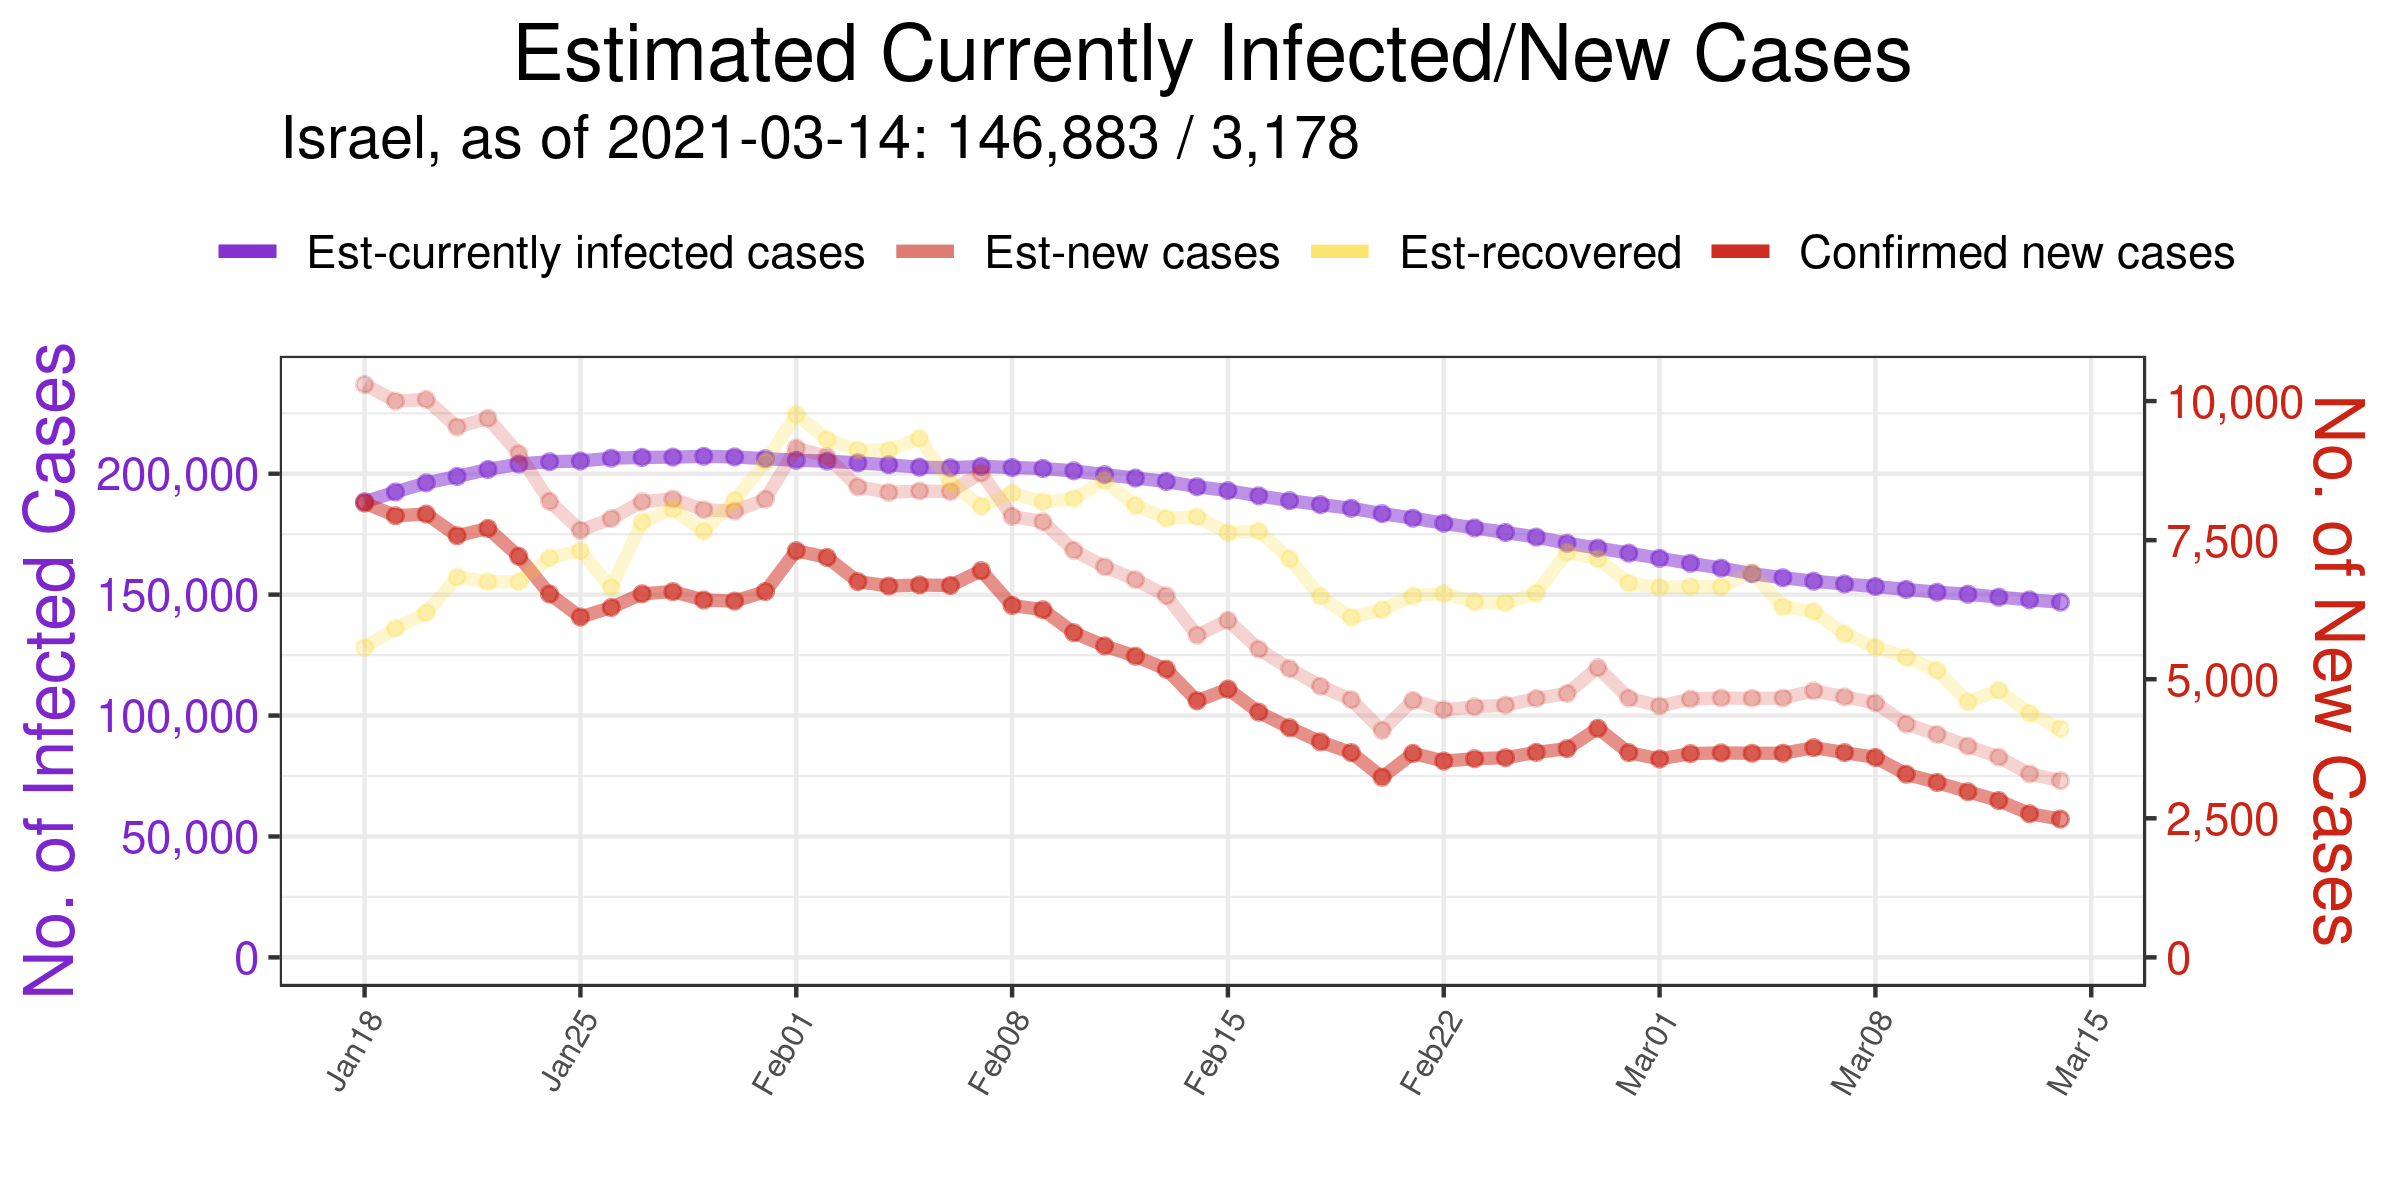 Estimated Currently Infected/New Cases
Israel, as of 2021-03-14: 146,883 / 3,178
Est-currently infected cases Est-new cases Est-recovered Confirmed new cases
No. of Infected Cases
200,000
150,000
100,000
50,000
0
10,000
7,500
5,000
2,500
0
No. of New Cases
Jan18 Jan25 Feb01 Feb08 Feb15 Feb22 Mar01 Mar08 Mar15